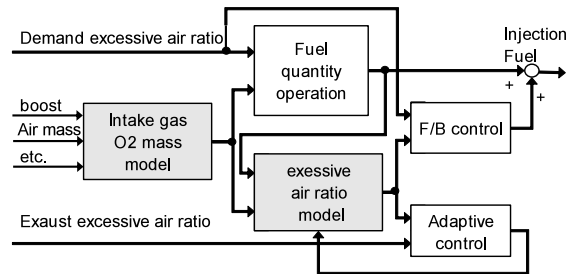 Demand excessive air ratio
Fuel
quantity
operation
Injection
Fuel
+
+
boost
Air mass
etc.
Intake gas
O2 mass
model
F/B control
exessive
air ratio
model
Exaust excessive air ratio
Adaptive
control